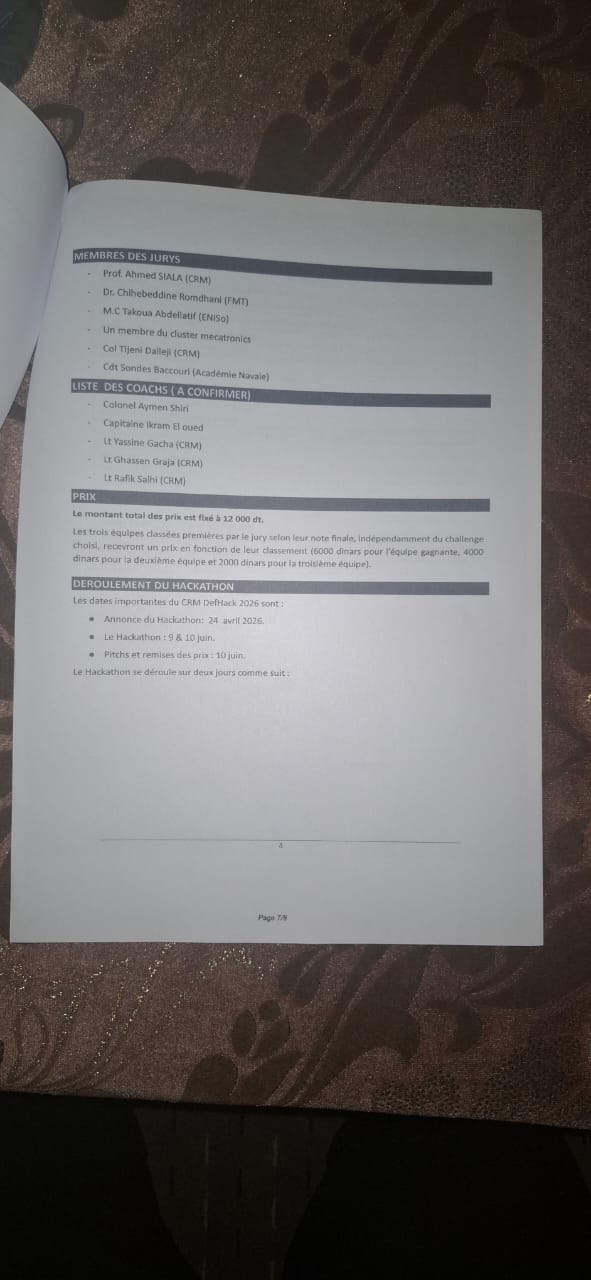 MEMBRES DES JURYS
- Prof. Ahmed SIALA (CRM)
- Dr. Chihebeddine Romdhani (FMT)
- M.C Takoua Abdellatif (ENISo)
- Un membre du cluster mecatronics
- Col Tijeni Dalleji (CRM)
- Cdt Sondes Baccouri (Académie Navale)
LISTE DES COACHS ( A CONFIRMER)
- Colonel Aymen Shiri
- Capitaine Ikram El oued
- Lt Yassine Gacha (CRM)
- Lt Ghassen Graja (CRM)
- Lt Rafik Salhi (CRM)
PRIX
Le montant total des prix est fixé à 12 000 dt.
Les trois équipes classées premières par le jury selon leur note finale, indépendamment du challenge
choisi, recevront un prix en fonction de leur classement (6000 dinars pour l'équipe gagnante, 4000
dinars pour la deuxième équipe et 2000 dinars pour la troisième équipe).
DEROULEMENT DU HACKATHON
Les dates importantes du CRM DefHack 2026 sont :
• Annonce du Hackathon: 24 avril 2026.
• Le Hackathon : 9 & 10 juin.
• Pitchs et remises des prix : 10 juin.
Le Hackathon se déroule sur deux jours comme suit :
4
Page 7/8